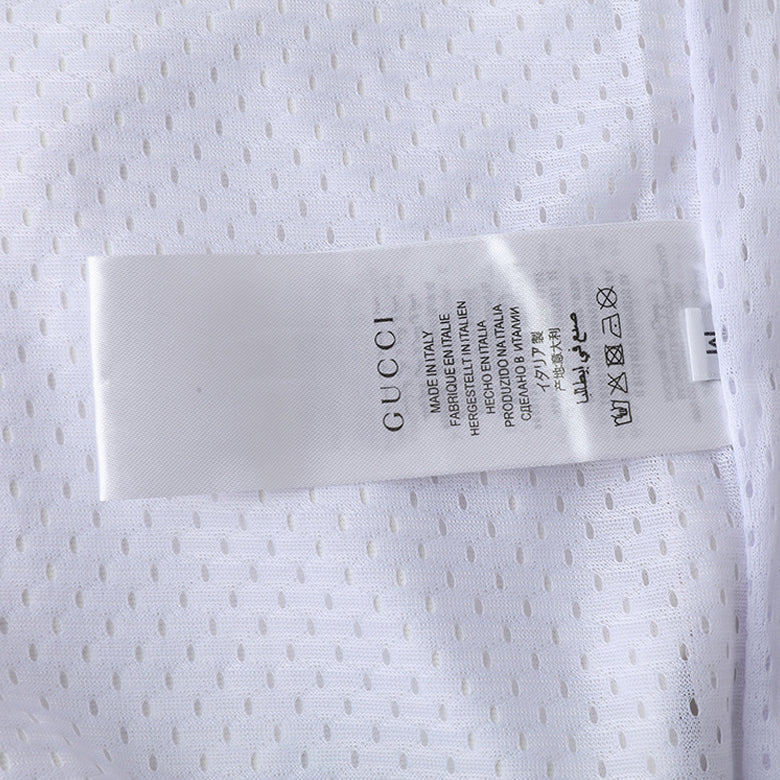 GUCCI
MADE IN ITALY
FABRIQUE EN ITALIE
HERGESTELLT IN ITALIEN
HECHO EN ITALIA
PRODUZIDO NA ITALIA
СДЕЛАНО В ИТАЛИИ
イタリア製
产地意大利
صنع في إيطاليا
M